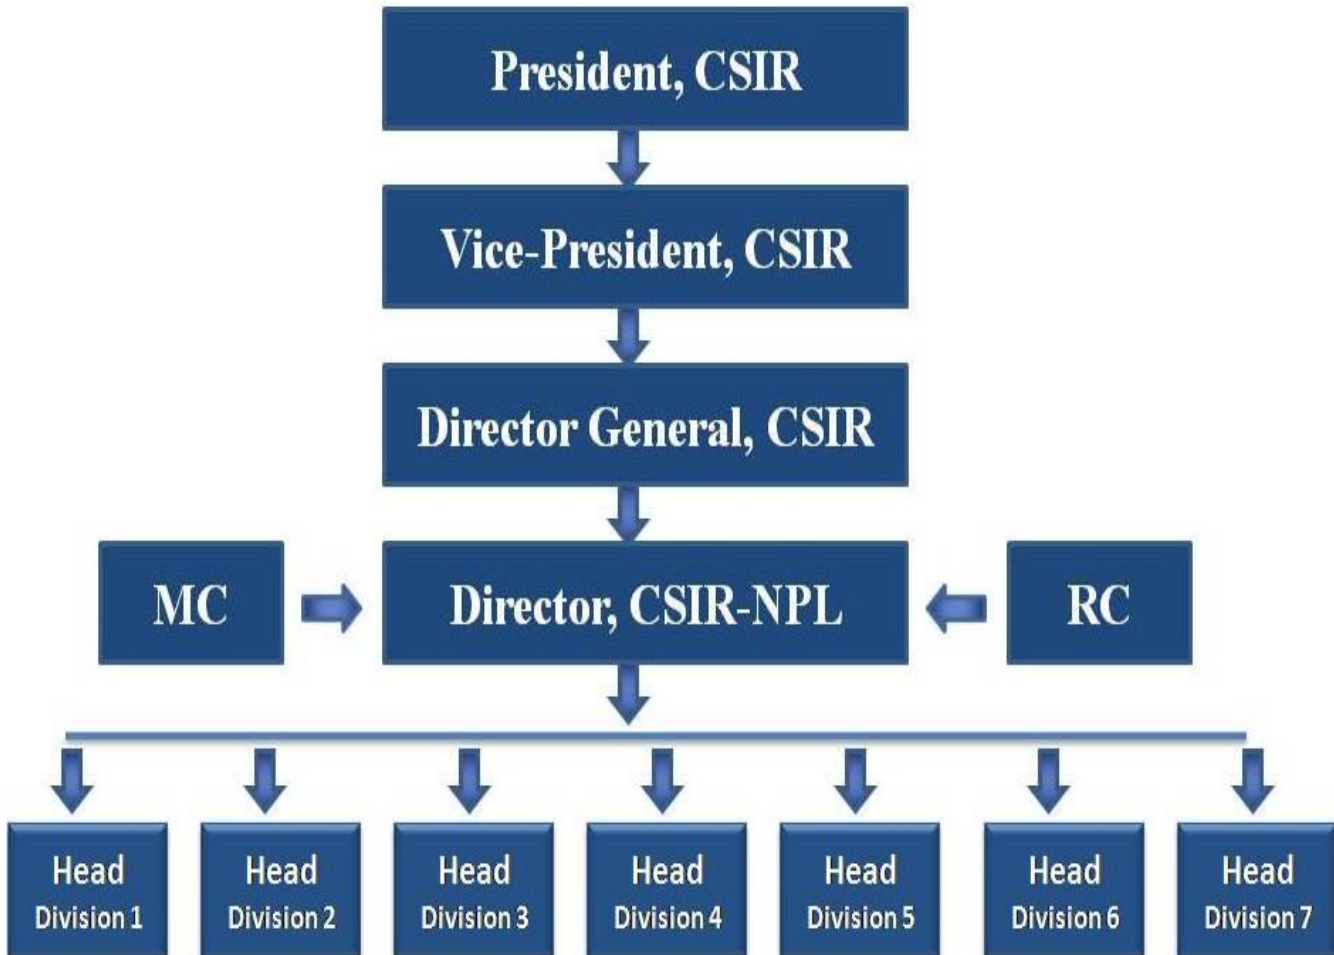 President, CSIR
Vice-President, CSIR
Director General, CSIR
MC
Director, CSIR-NPL
RC
Head
Division 1
Head
Division 2
Head
Division 3
Head
Division 4
Head
Division 5
Head
Division 6
Head
Division 7